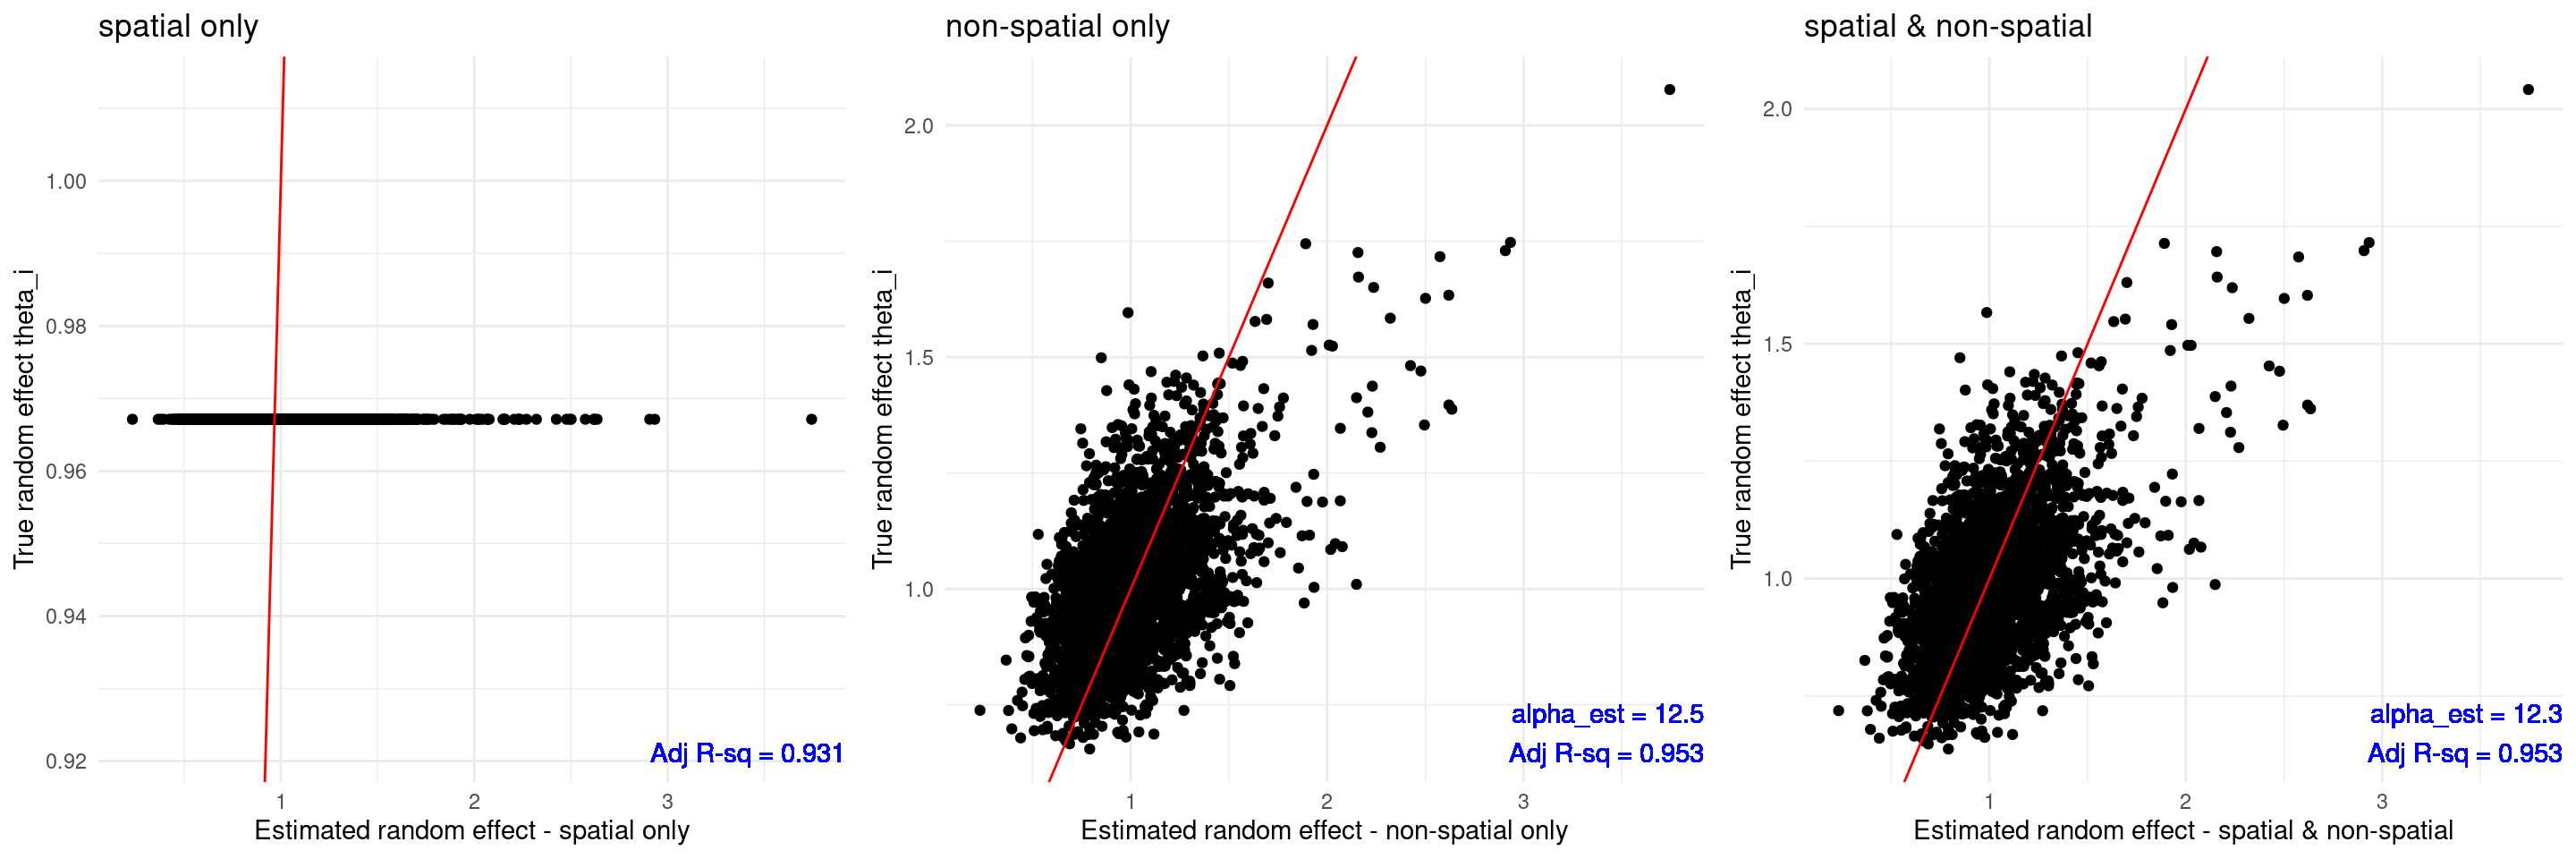 spatial only
True random effect theta_i
1.00
0.98
0.96
0.94
0.92
Adj R-sq = 0.931
1 2 3
Estimated random effect - spatial only
non-spatial only
True random effect theta_i
2.0
1.5
1.0
alpha_est = 12.5
Adj R-sq = 0.953
1 2 3
Estimated random effect - non-spatial only
spatial & non-spatial
True random effect theta_i
2.0
1.5
1.0
alpha_est = 12.3
Adj R-sq = 0.953
1 2 3
Estimated random effect - spatial & non-spatial